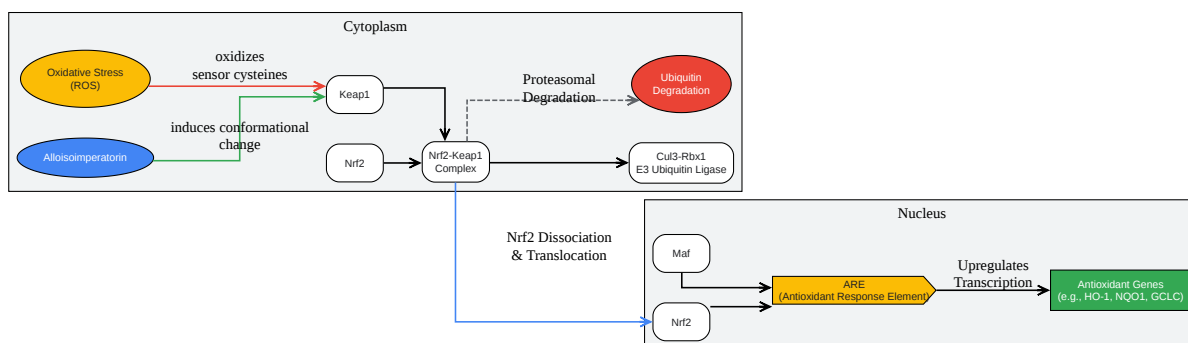 Cytoplasm
Oxidative Stress
(ROS)
oxidizes
sensor cysteines
Keap1
Proteasomal
Degradation
Ubiquitin
Degradation
Alloisoimperatorin
induces conformational
change
Nrf2
Nrf2-Keap1
Complex
Cul3-Rbx1
E3 Ubiquitin Ligase
Nrf2 Dissociation
& Translocation
Nucleus
Maf
Nrf2
ARE
(Antioxidant Response Element)
Upregulates
Transcription
Antioxidant Genes
(e.g., HO-1, NQO1, GCLC)